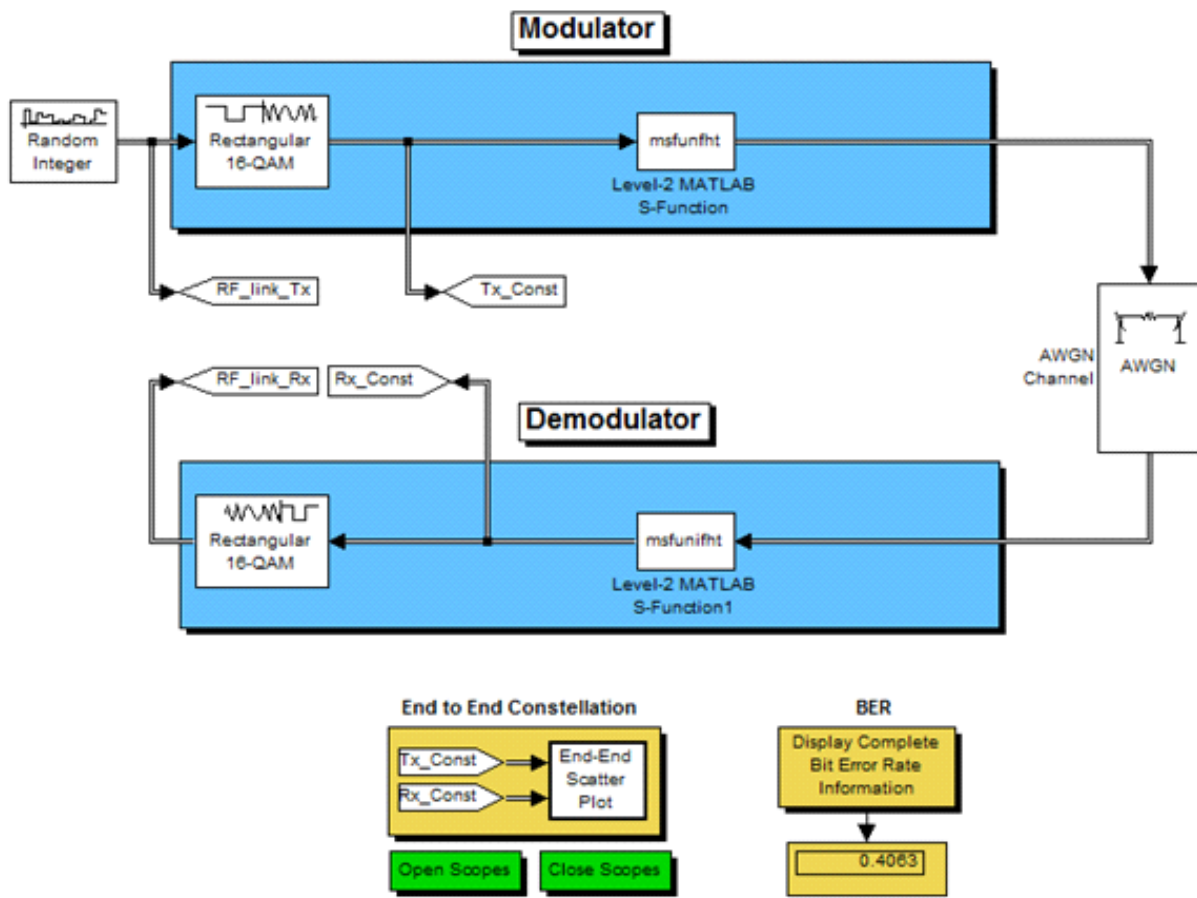 Modulator
Random
Integer
Rectangular
16-QAM
msfunfht
Level-2 MATLAB
S-Function
RF_link_Tx
Tx_Const
AWGN
Channel
AWGN
RF_link_Rx
Rx_Const
Demodulator
Rectangular
16-QAM
msfunifht
Level-2 MATLAB
S-Function1
End to End Constellation
Tx_Const
Rx_Const
End-End
Scatter
Plot
Open Scopes
Close Scopes
BER
Display Complete
Bit Error Rate
Information
0.4063